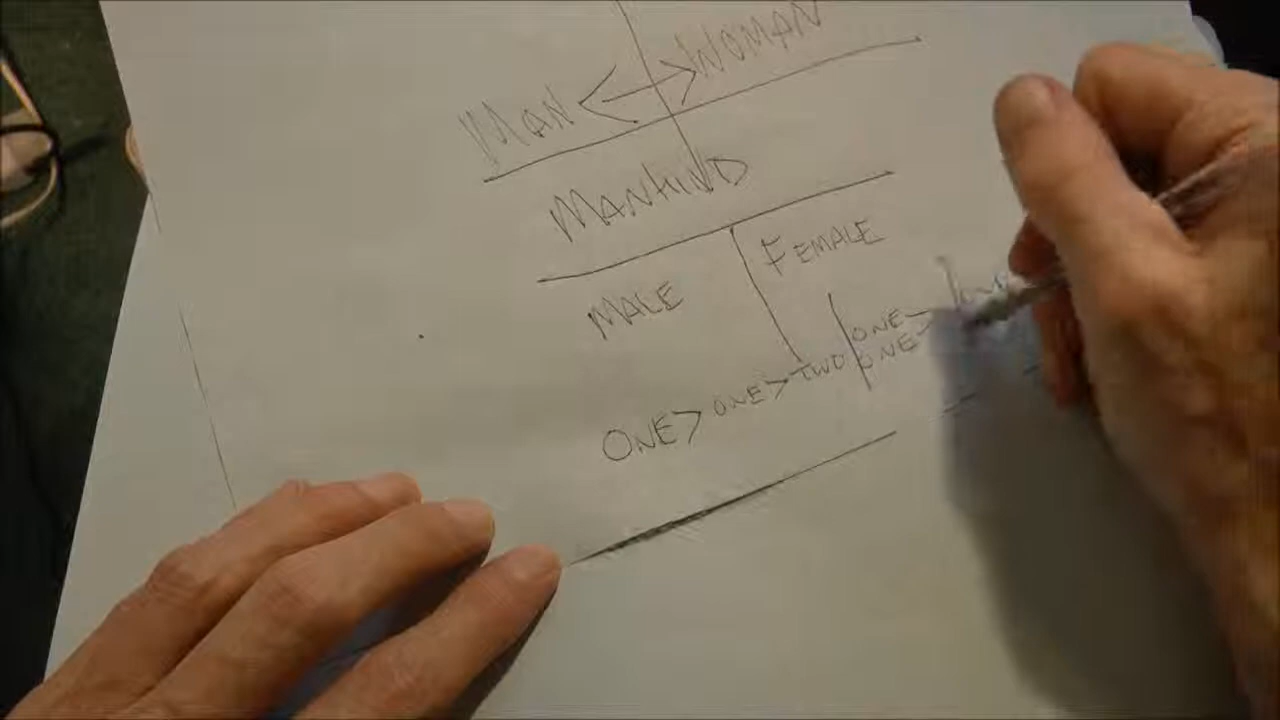 MAN WOMAN
MANKIND
MALE FEMALE
ONE> ONE> TWO ONE>
ONE>